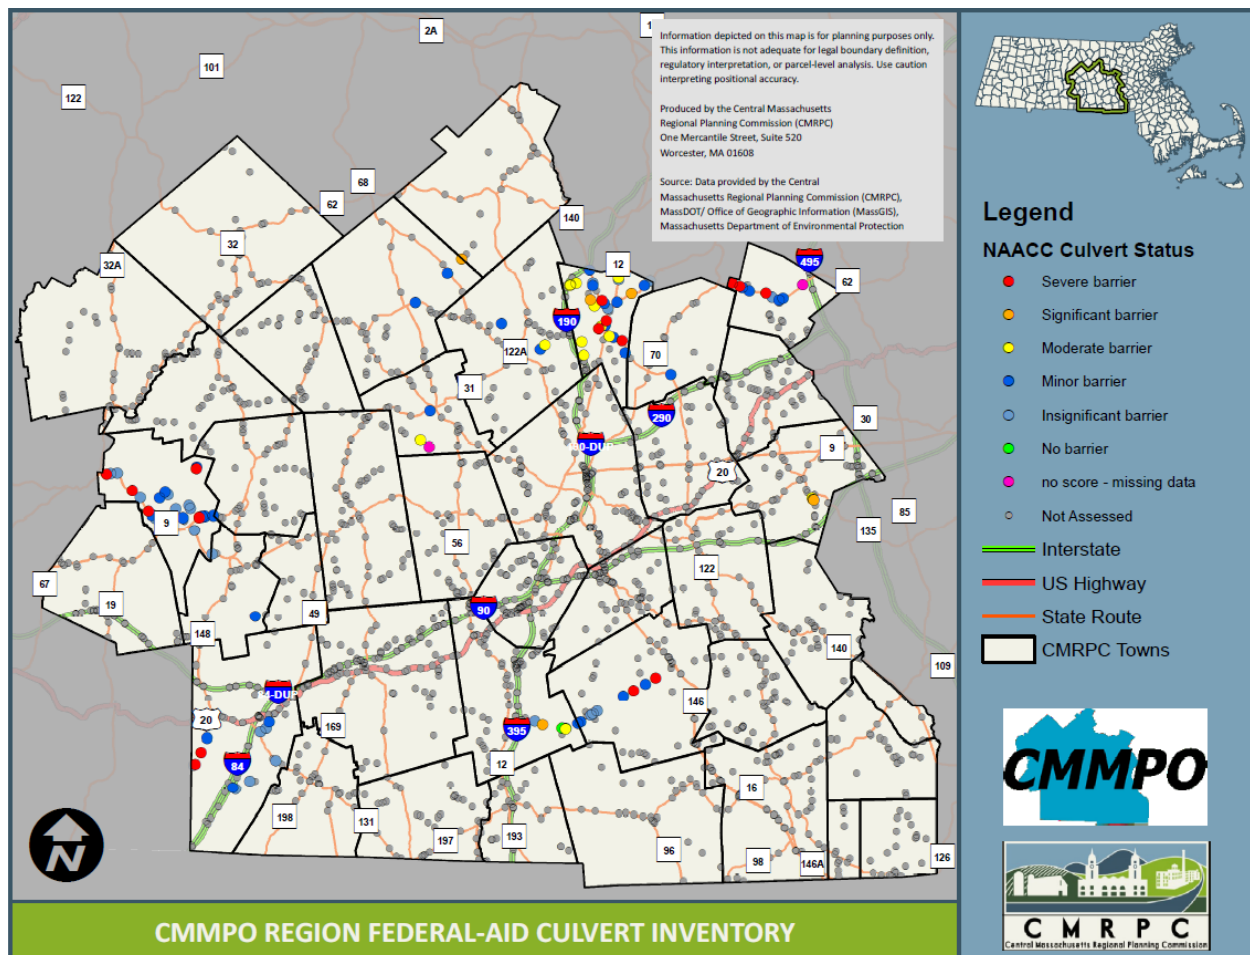 2A
1
101
122
68
62
32
32A
140
12
495
62
190
122A
70
31
290
30
9
20
85
135
9
56
122
67
19
49
90
148
140
109
146
20
169
395
84
12
16
198
131
197
193
96
98
146A
126
Information depicted on this map is for planning purposes only.
This information is not adequate for legal boundary definition,
regulatory interpretation, or parcel-level analysis. Use caution
interpreting positional accuracy.
Produced by the Central Massachusetts
Regional Planning Commission (CMRPC)
One Mercantile Street, Suite 520
Worcester, MA 01608
Source: Data provided by the Central
Massachusetts Regional Planning Commission (CMRPC),
MassDOT/ Office of Geographic Information (MassGIS),
Massachusetts Department of Environmental Protection
N
CMMPO REGION FEDERAL-AID CULVERT INVENTORY
Legend
NAACC Culvert Status
Severe barrier
Significant barrier
Moderate barrier
Minor barrier
Insignificant barrier
No barrier
no score - missing data
Not Assessed
Interstate
US Highway
State Route
CMRPC Towns
CMMPO
CMRPC
Central Massachusetts Regional Planning Commission